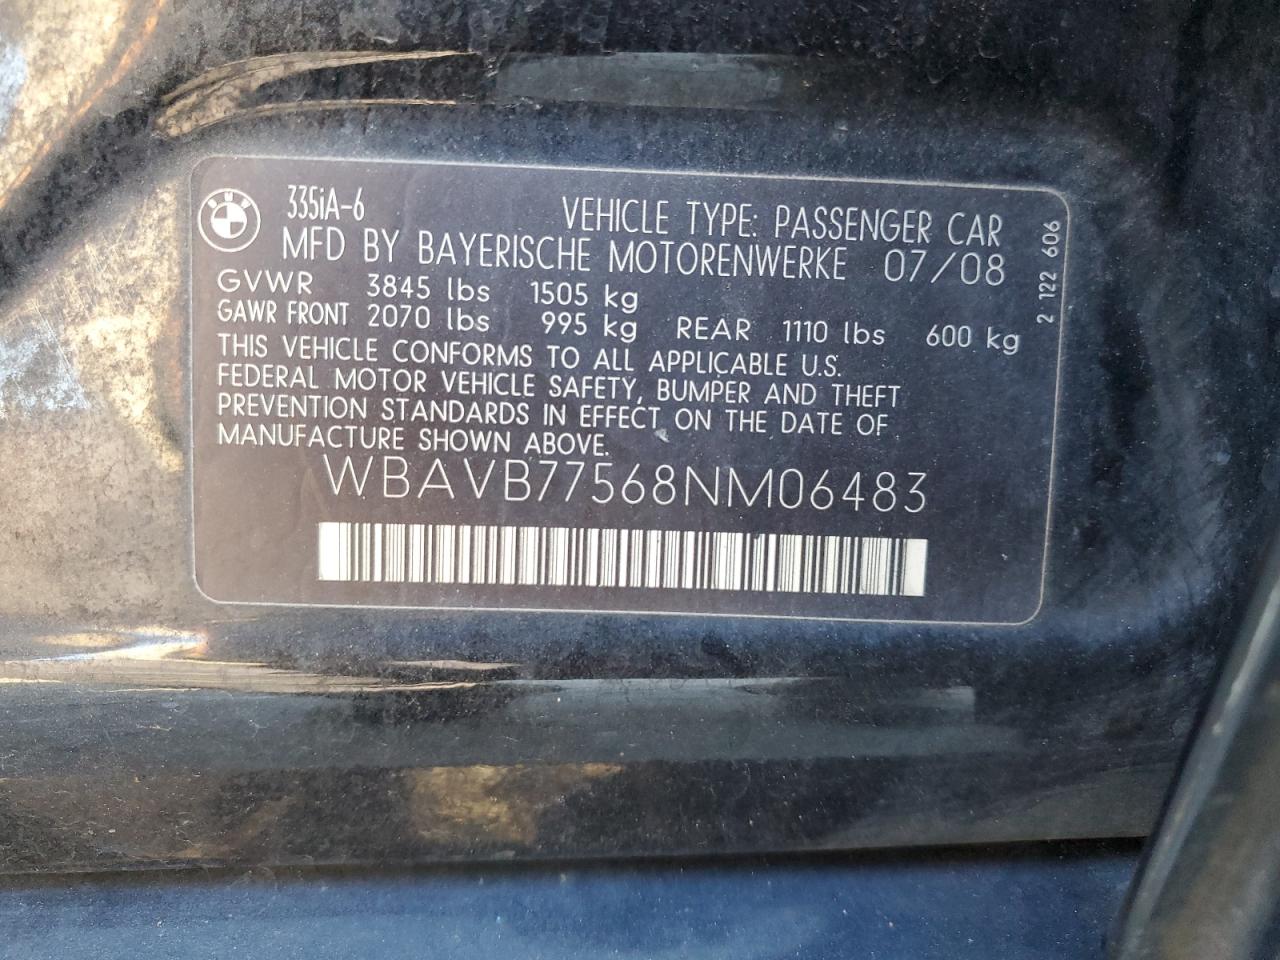 335iA-6 VEHICLE TYPE: PASSENGER CAR
MFD BY BAYERISCHE MOTORENWERKE 07/08
GVWR 3845 lbs 1505 kg
GAWR FRONT 2070 lbs 995 kg REAR 1110 lbs 600 kg
THIS VEHICLE CONFORMS TO ALL APPLICABLE U.S.
FEDERAL MOTOR VEHICLE SAFETY, BUMPER AND THEFT
PREVENTION STANDARDS IN EFFECT ON THE DATE OF
MANUFACTURE SHOWN ABOVE.
WBAVB77568NM06483
2 122 606
BMW